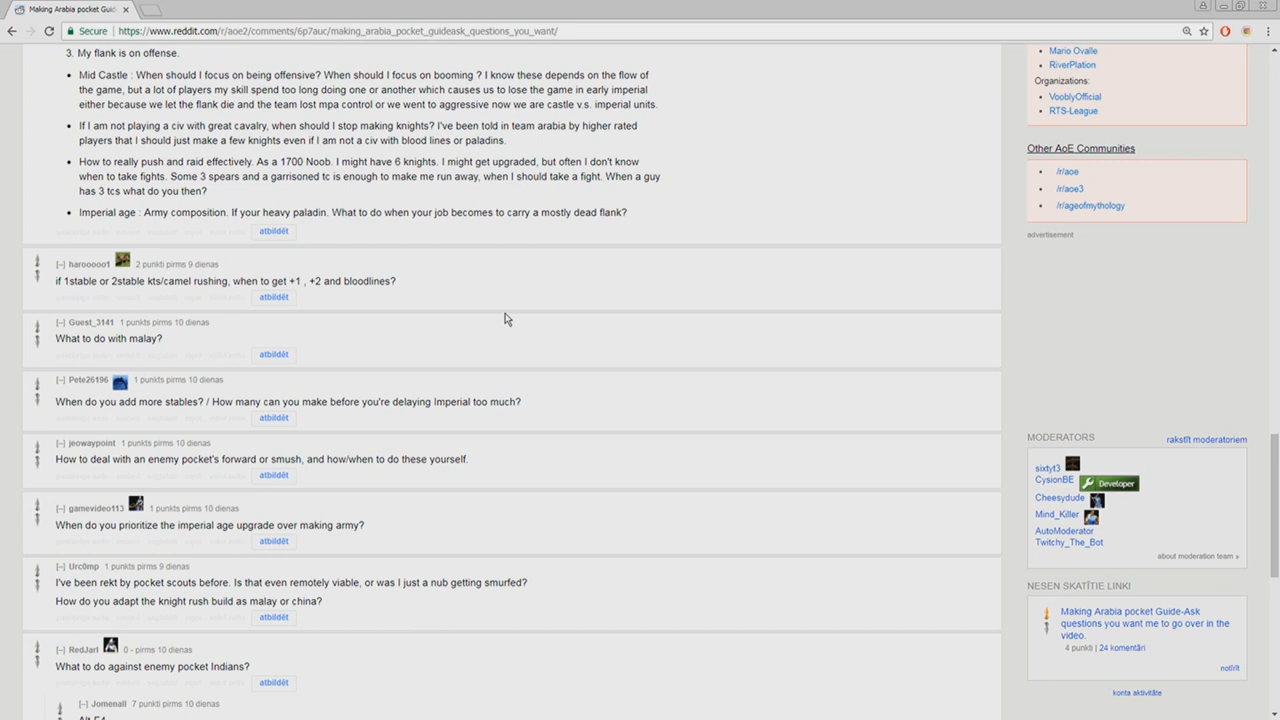 Making Arabia pocket Guid
Secure https://www.reddit.com/r/aoe2/comments/6p7auc/making_arabia_pocket_guideask_questions_you_want/
3. My flank is on offense.
Mid Castle : When should I focus on being offensive? When should I focus on booming ? I know these depends on the flow of
the game, but a lot of players my skill spend too long doing one or another which causes us to lose the game in early imperial
either because we let the flank die and the team lost mpa control or we went to aggressive now we are castle v.s. imperial units.
If I am not playing a civ with great cavalry, when should I stop making knights? I've been told in team arabia by higher rated
players that I should just make a few knights even if I am not a civ with blood lines or paladins.
How to really push and raid effectively. As a 1700 Noob. I might have 6 knights. I might get upgraded, but often I don't know
when to take fights. Some 3 spears and a garrisoned tc is enough to make me run away, when I should take a fight. When a guy
has 3 tcs what do you then?
Imperial age : Army composition. If your heavy paladin. What to do when your job becomes to carry a mostly dead flank?
atbildēt
[–] harooooo1 2 punkti pirms 9 dienas
if 1stable or 2stable kts/camel rushing, when to get +1 , +2 and bloodlines?
atbildēt
[–] Guest_3141 1 punkts pirms 10 dienas
What to do with malay?
atbildēt
[–] Pete26196 1 punkts pirms 10 dienas
When do you add more stables? / How many can you make before you're delaying Imperial too much?
atbildēt
[–] jeowaypoint 1 punkts pirms 10 dienas
How to deal with an enemy pocket's forward or smush, and how/when to do these yourself.
atbildēt
[–] gamevideo113 1 punkts pirms 10 dienas
When do you prioritize the imperial age upgrade over making army?
atbildēt
[–] Urc0mp 1 punkts pirms 9 dienas
I've been rekt by pocket scouts before. Is that even remotely viable, or was I just a nub getting smurfed?
How do you adapt the knight rush build as malay or china?
atbildēt
[–] RedJarl 0 - pirms 10 dienas
What to do against enemy pocket Indians?
atbildēt
[–] Jomenall 7 punkti pirms 10 dienas
Alt F4
Mario Ovalle
RiverPlation
Organizations:
VooblyOfficial
RTS-League
Other AoE Communities
/r/aoe
/r/aoe3
/r/ageofmythology
advertisement
MODERATORS
rakstīt moderatoriem
sixtyt3
CysionBE Developer
Cheesydude
Mind_Killer
AutoModerator
Twitchy_The_Bot
about moderation team »
NESEN SKATĪTIE LINKI
Making Arabia pocket Guide-Ask
questions you want me to go over in the
video.
4 punkti | 24 komentāri
notīrīt
konta aktivitāte